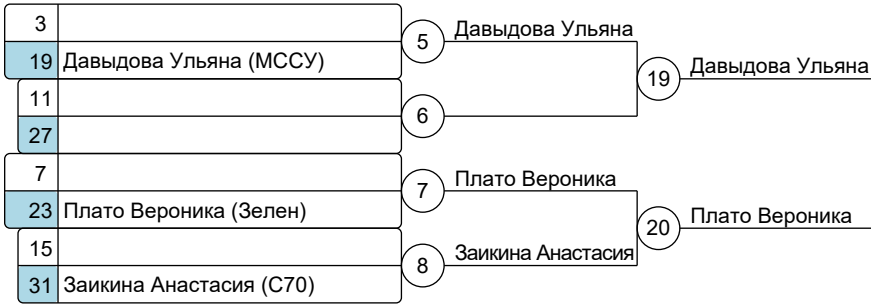 3
19 Давыдова Ульяна (МССУ)
5 Давыдова Ульяна
11
27
6
19 Давыдова Ульяна
7
23 Плато Вероника (Зелен)
7 Плато Вероника
15
31 Заикина Анастасия (С70)
8 Заикина Анастасия
20 Плато Вероника